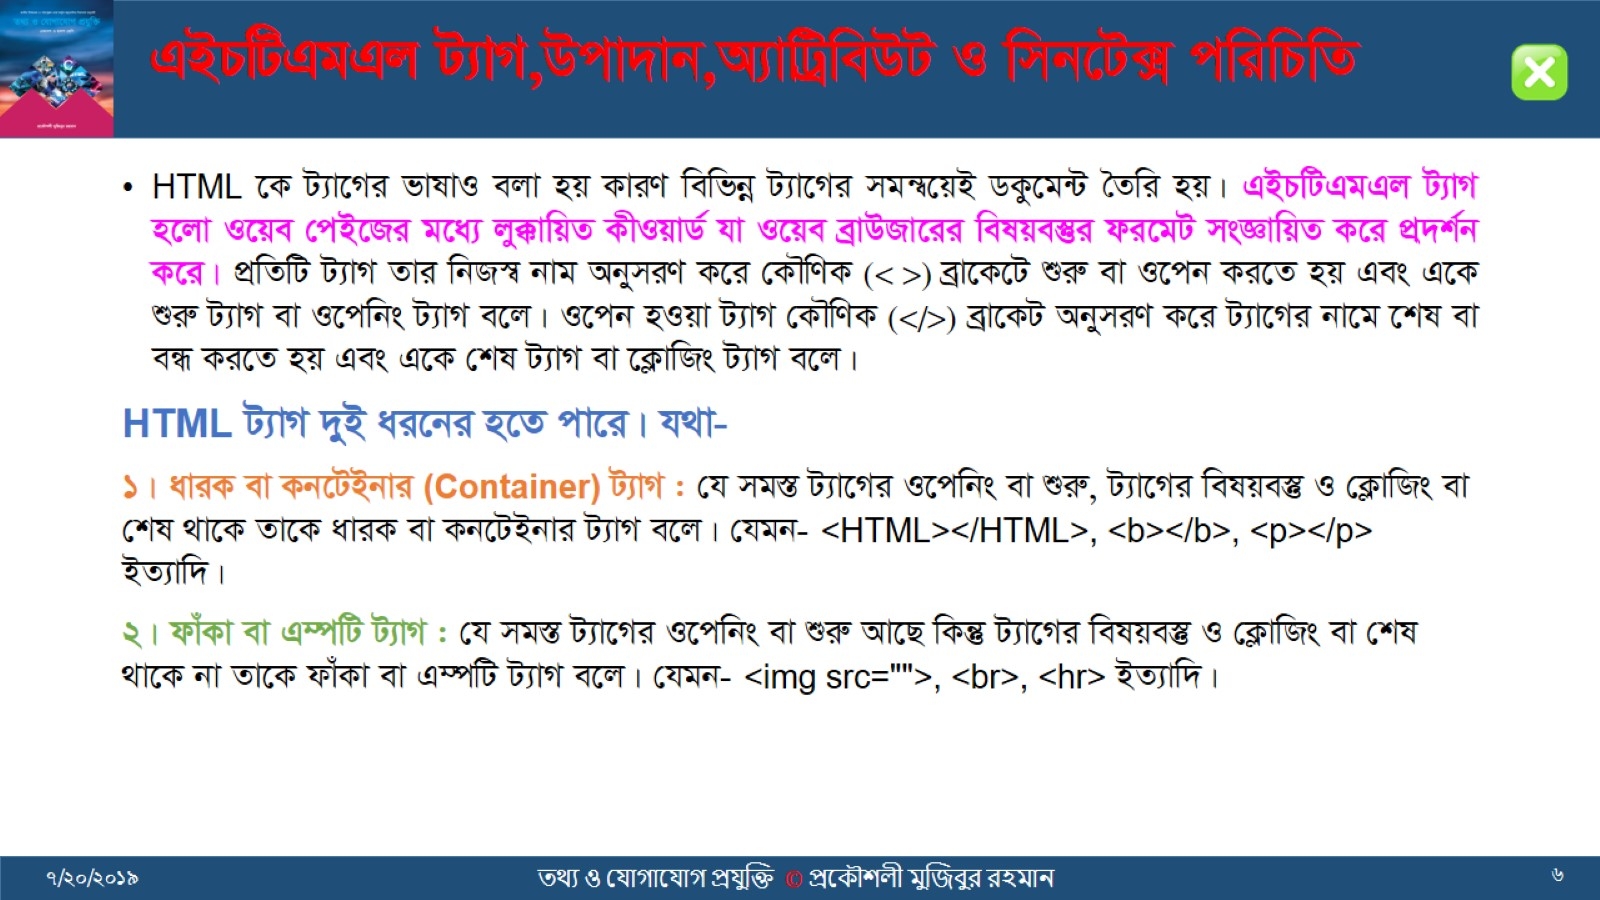 তথ্য ও যোগাযোগ প্রযুক্তি
এইচটিএমএল ট্যাগ,উপাদান,অ্যাট্রিবিউট ও সিনটেক্স পরিচিতি
• HTML কে ট্যাগের ভাষাও বলা হয় কারণ বিভিন্ন ট্যাগের সমন্বয়েই ডকুমেন্ট তৈরি হয়। এইচটিএমএল ট্যাগ
হলো ওয়েব পেইজের মধ্যে লুক্কায়িত কীওয়ার্ড যা ওয়েব ব্রাউজারের বিষয়বস্তুর ফরমেট সংজ্ঞায়িত করে প্রদর্শন
করে। প্রতিটি ট্যাগ তার নিজস্ব নাম অনুসরণ করে কৌণিক (< >) ব্রাকেটে শুরু বা ওপেন করতে হয় এবং একে
শুরু ট্যাগ বা ওপেনিং ট্যাগ বলে। ওপেন হওয়া ট্যাগ কৌণিক (</>) ব্রাকেট অনুসরণ করে ট্যাগের নামে শেষ বা
বন্ধ করতে হয় এবং একে শেষ ট্যাগ বা ক্লোজিং ট্যাগ বলে।
HTML ট্যাগ দুই ধরনের হতে পারে। যথা-
১। ধারক বা কনটেইনার (Container) ট্যাগ : যে সমস্ত ট্যাগের ওপেনিং বা শুরু, ট্যাগের বিষয়বস্তু ও ক্লোজিং বা
শেষ থাকে তাকে ধারক বা কনটেইনার ট্যাগ বলে। যেমন- <HTML></HTML>, <b></b>, <p></p>
ইত্যাদি।
২। ফাঁকা বা এম্পটি ট্যাগ : যে সমস্ত ট্যাগের ওপেনিং বা শুরু আছে কিন্তু ট্যাগের বিষয়বস্তু ও ক্লোজিং বা শেষ
থাকে না তাকে ফাঁকা বা এম্পটি ট্যাগ বলে। যেমন- <img src="">, <br>, <hr> ইত্যাদি।
৭/২০/২০১৯
তথ্য ও যোগাযোগ প্রযুক্তি © প্রকৌশলী মুজিবুর রহমান
৬